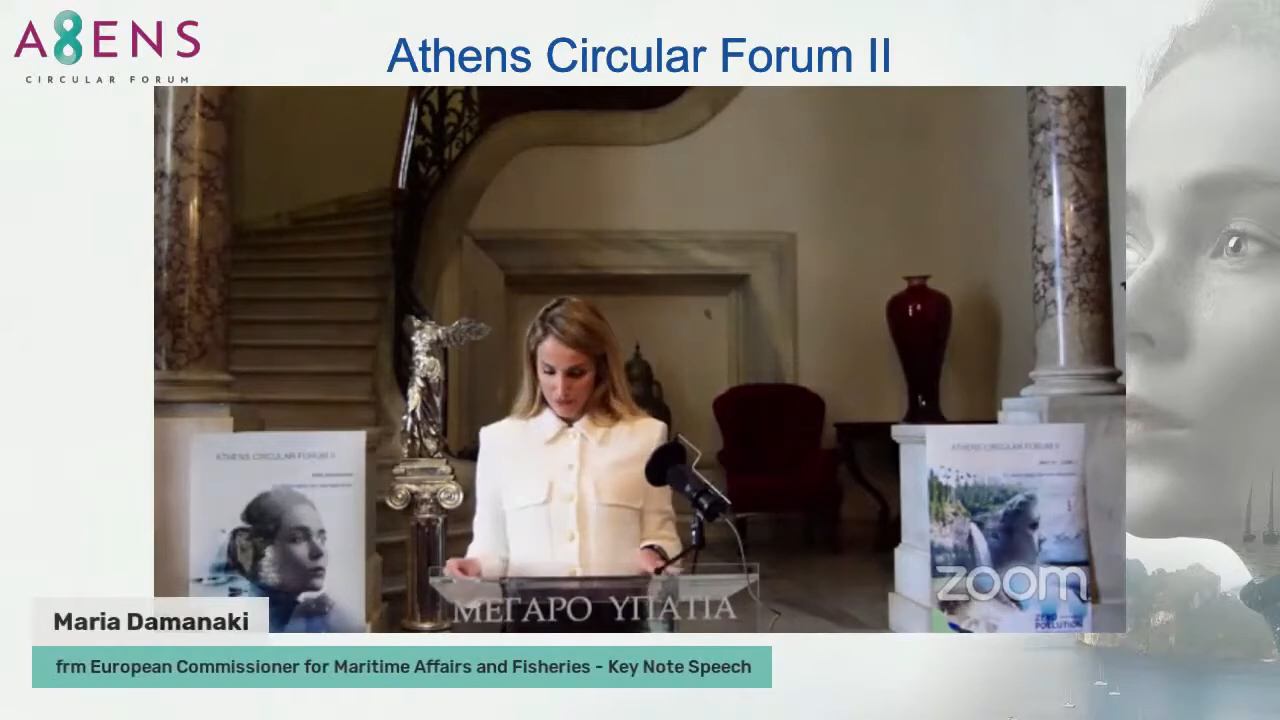 A8ENS
CIRCULAR FORUM
Athens Circular Forum II
ATHENS CIRCULAR FORUM II
ATHENS CIRCULAR FORUM II
zoom
ZERO
POLLUTION
ΜΕΓΑΡΟ ΥΠΑΤΙΑ
Maria Damanaki
frm European Commissioner for Maritime Affairs and Fisheries - Key Note Speech